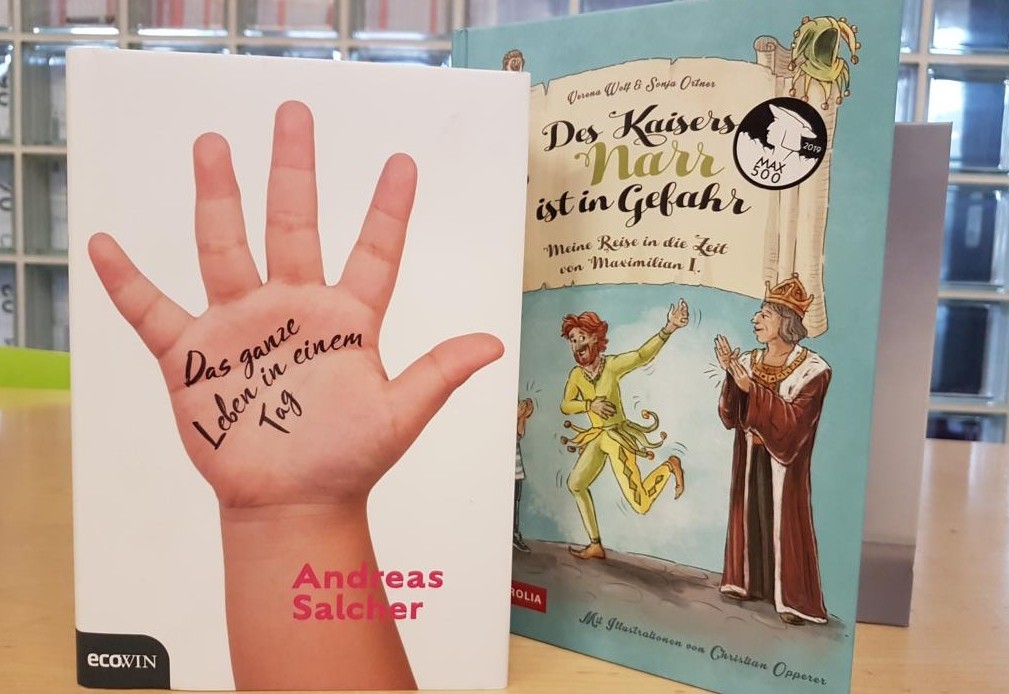 Das ganze
Leben in einem
Tag
Andreas
Salcher
ecoWIN
Verena Wolf & Sonja Ortner
Des Kaisers
Narr
ist in Gefahr
2019
MAX
500
Meine Reise in die Zeit
von Maximilian I.
ROLIA
Mit Illustrationen von Christian Opperer